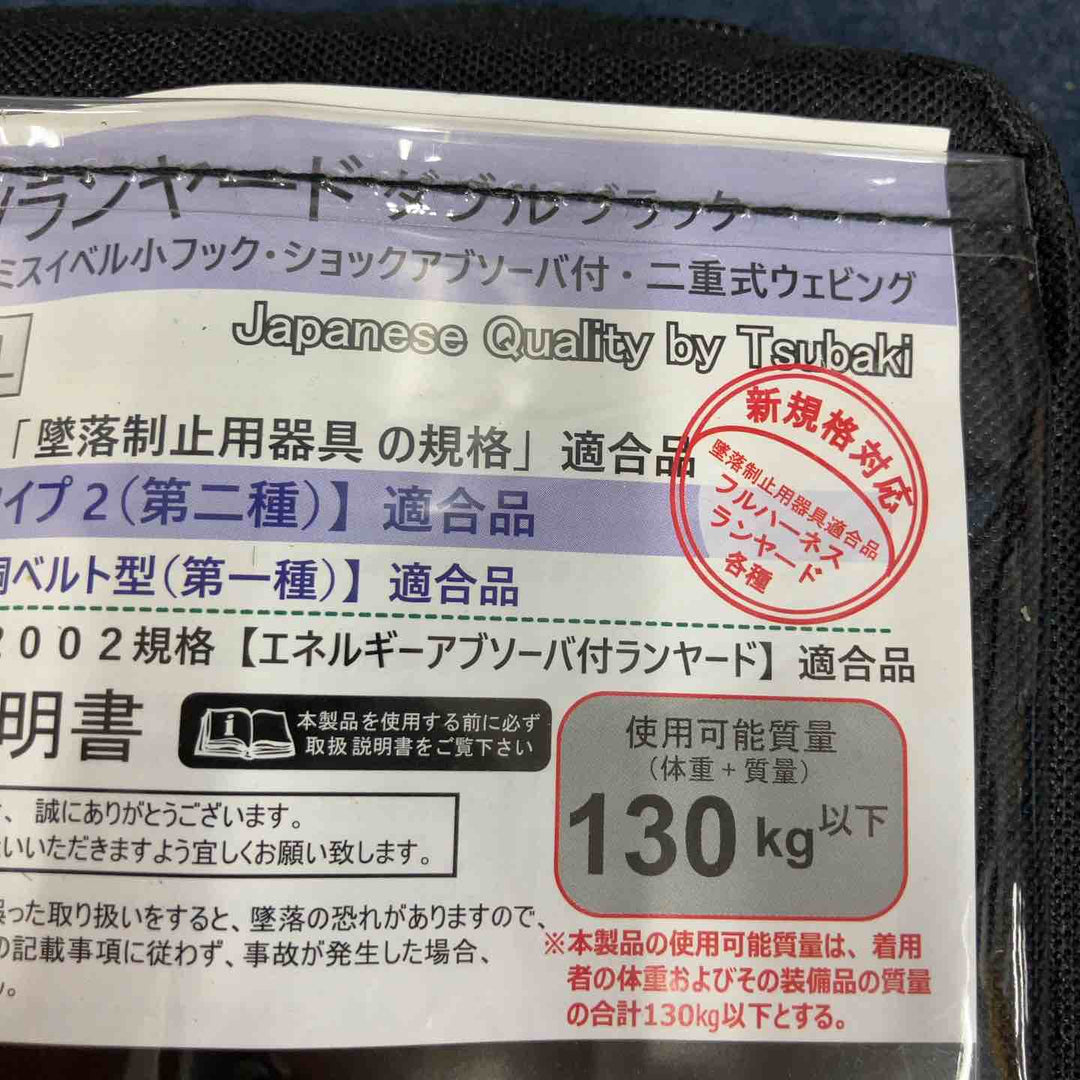 ランヤード ダブル ブラック
ミスイベル小フック・ショックアブソーバ付・二重式ウェビング
Japanese Quality by Tsubaki
新規格対応
墜落制止用器具適合品
フルハーネス
ランヤード
各種
「墜落制止用器具 の規格」 適合品
イプ2(第二種)】 適合品
胴ベルト型(第一種)】 適合品
2002規格【エネルギーアブソーバ付ランヤード】 適合品
明書
本製品を使用する前に必ず
取扱説明書をご覧下さい
使用可能質量
(体重+質量)
130kg以下
、誠にありがとうございます。
いいただきますよう宜しくお願い致します。
誤った取り扱いをすると、墜落の恐れがありますので、
の記載事項に従わず、事故が発生した場合、
ん。
※本製品の使用可能質量は、着用
者の体重およびその装備品の質量
の合計130kg以下とする。